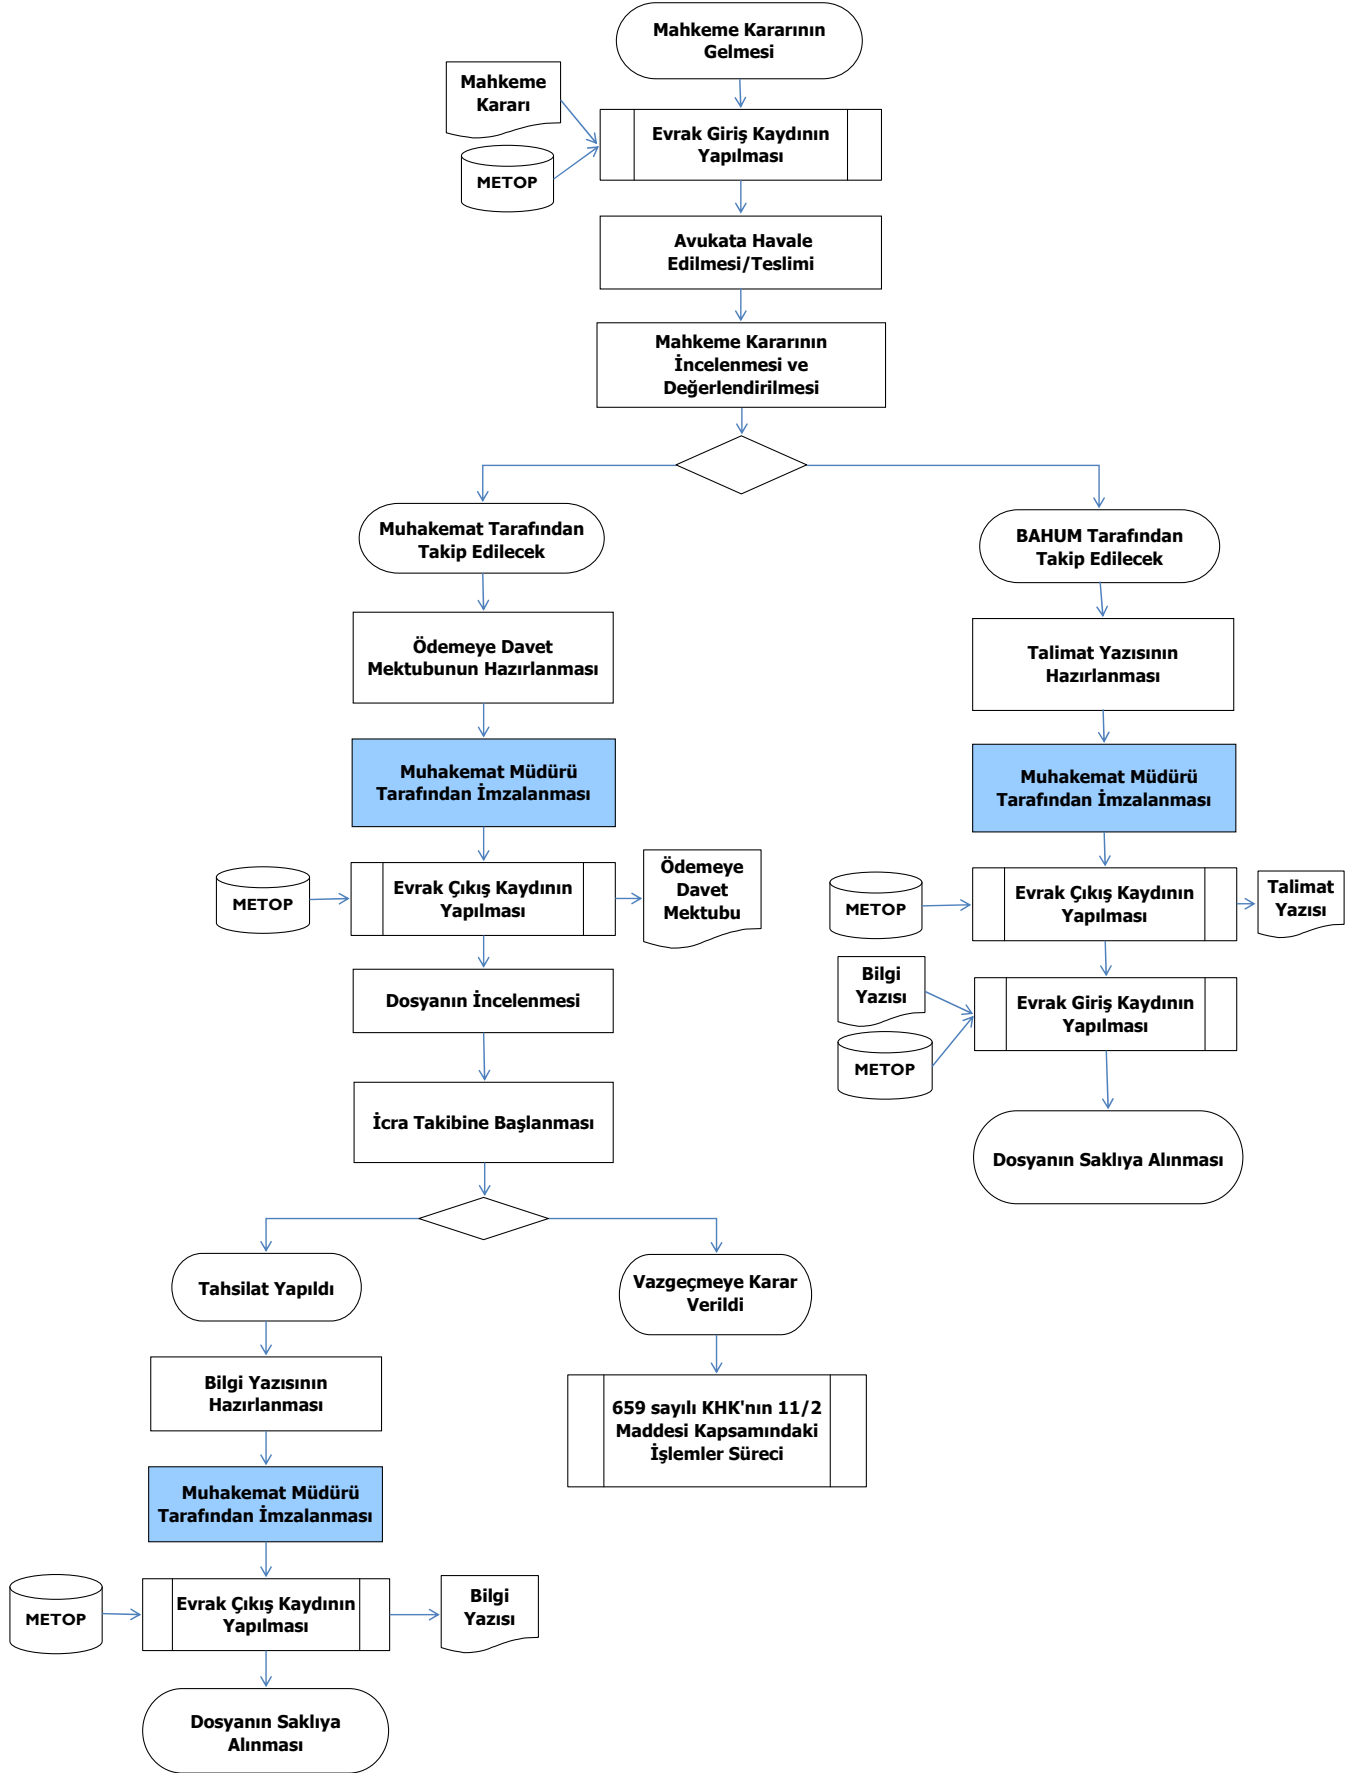 Mahkeme Kararının
Gelmesi
Mahkeme
Kararı
Evrak Giriş Kaydının
Yapılması
METOP
Avukata Havale
Edilmesi/Teslimi
Mahkeme Kararının
İncelenmesi ve
Değerlendirilmesi
Muhakemat Tarafından
Takip Edilecek
Ödemeye Davet
Mektubunun Hazırlanması
Muhakemat Müdürü
Tarafından İmzalanması
METOP
Evrak Çıkış Kaydının
Yapılması
Ödemeye
Davet
Mektubu
Dosyanın İncelenmesi
İcra Takibine Başlanması
BAHUM Tarafından
Takip Edilecek
Talimat Yazısının
Hazırlanması
Muhakemat Müdürü
Tarafından İmzalanması
METOP
Evrak Çıkış Kaydının
Yapılması
Talimat
Yazısı
Bilgi
Yazısı
Evrak Giriş Kaydının
Yapılması
METOP
Dosyanın Saklıya Alınması
Tahsilat Yapıldı
Bilgi Yazısının
Hazırlanması
Muhakemat Müdürü
Tarafından İmzalanması
METOP
Evrak Çıkış Kaydının
Yapılması
Bilgi
Yazısı
Dosyanın Saklıya
Alınması
Vazgeçmeye Karar
Verildi
659 sayılı KHK'nın 11/2
Maddesi Kapsamındaki
İşlemler Süreci